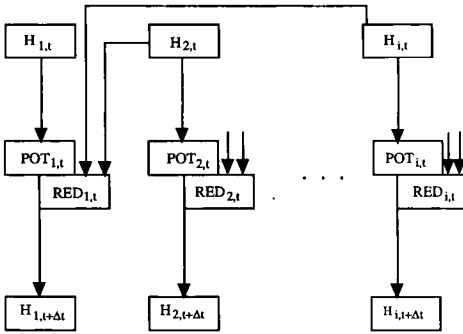 H1,t H2,t Hi,t
POT1,t POT2,t POTi,t
RED1,t RED2,t . . . REDi,t
H1,t+Δt H2,t+Δt Hi,t+Δt